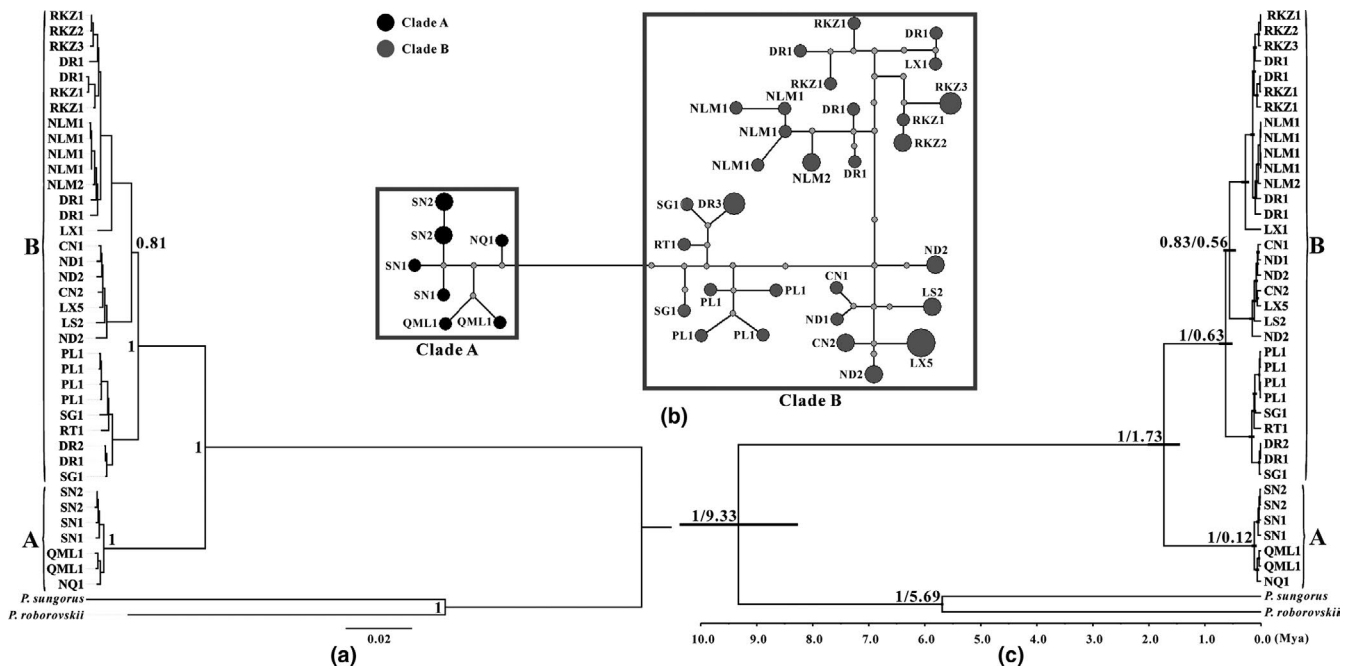 RKZ1
RKZ2
RKZ3
DR1
DR1
RKZ1
RKZ1
NLM1
NLM1
NLM1
NLM1
NLM2
DR1
DR1
LX1
CN1
ND1
ND2
CN2
LX5
LS2
ND2
PL1
PL1
PL1
PL1
SG1
RT1
DR2
DR1
SG1
SN2
SN2
SN1
SN1
QML1
QML1
NQ1
P. sungorus
P. roborovskii
B
A
0.81
1
1
1
1
0.02
(a)
Clade A
Clade B
SN2
SN2
NQ1
SN1
SN1
QML1
QML1
Clade A
RKZ1
DR1
DR1
LX1
RKZ1
RKZ3
NLM1
NLM1
DR1
RKZ1
NLM1
RKZ2
NLM1
NLM2
DR1
SG1
DR3
RT1
ND2
CN1
PL1
PL1
LS2
SG1
ND1
PL1
PL1
CN2
LX5
ND2
Clade B
(b)
RKZ1
RKZ2
RKZ3
DR1
DR1
RKZ1
RKZ1
NLM1
NLM1
NLM1
NLM1
NLM2
DR1
DR1
LX1
CN1
ND1
ND2
CN2
LX5
LS2
ND2
PL1
PL1
PL1
PL1
SG1
RT1
DR2
DR1
SG1
SN2
SN2
SN1
SN1
QML1
QML1
NQ1
P. sungorus
P. roborovskii
B
A
0.83/0.56
1/0.63
1/1.73
1/9.33
1/0.12
1/5.69
10.0 9.0 8.0 7.0 6.0 5.0 4.0 3.0 2.0 1.0 0.0 (Mya)
(c)